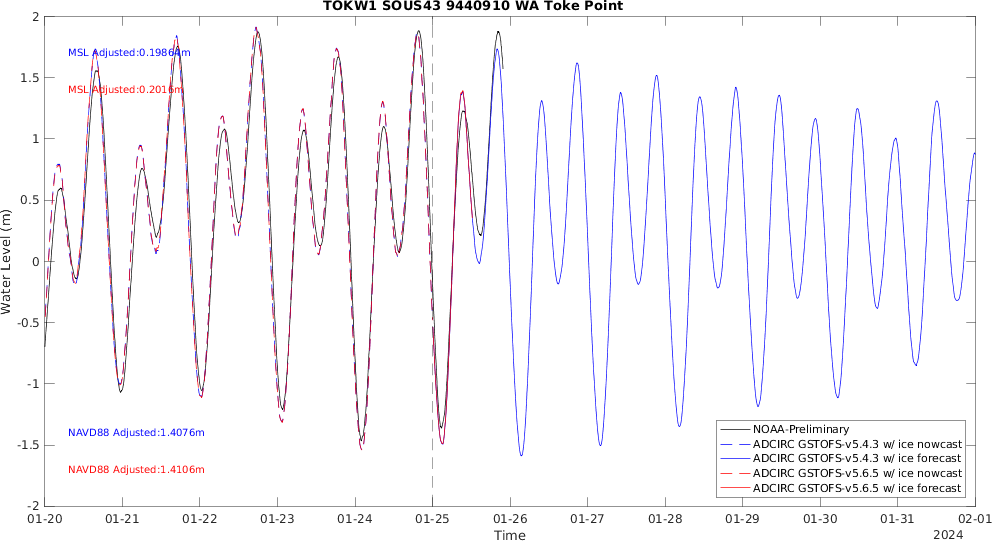 TOKW1 SOUS43 9440910 WA Toke Point
2
1.5
1
0.5
0
-0.5
-1
-1.5
-2
Water Level (m)
MSL Adjusted:0.19864m
MSL Adjusted:0.2016m
NAVD88 Adjusted:1.4076m
NAVD88 Adjusted:1.4106m
NOAA-Preliminary
ADCIRC GSTOFS-v5.4.3 w/ ice nowcast
ADCIRC GSTOFS-v5.4.3 w/ ice forecast
ADCIRC GSTOFS-v5.6.5 w/ ice nowcast
ADCIRC GSTOFS-v5.6.5 w/ ice forecast
01-20 01-21 01-22 01-23 01-24 01-25 01-26 01-27 01-28 01-29 01-30 01-31 02-01
Time
2024